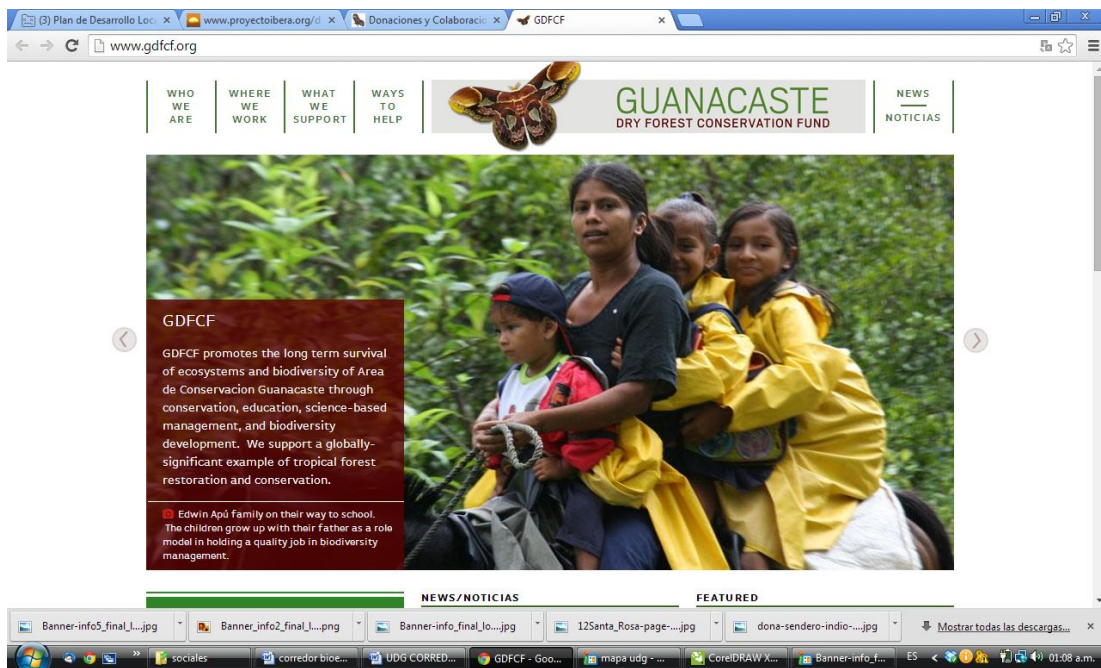 (3) Plan de Desarrollo Loc
www.proyectoibera.org/d
Donaciones y Colaboracio
GDFCF
www.gdfcf.org
WHO
WE
ARE
WHERE
WE
WORK
WHAT
WE
SUPPORT
WAYS
TO
HELP
GUANACASTE
DRY FOREST CONSERVATION FUND
NEWS
NOTICIAS
GDFCF
GDFCF promotes the long term survival
of ecosystems and biodiversity of Area
de Conservacion Guanacaste through
conservation, education, science-based
management, and biodiversity
development. We support a globally-
significant example of tropical forest
restoration and conservation.
Edwin Apú family on their way to school.
The children grow up with their father as a role
model in holding a quality job in biodiversity
management.
NEWS/NOTICIAS
FEATURED
Banner-info5_final_l....jpg
Banner_info2_final_l....png
Banner-info_final_lo....jpg
12Santa_Rosa-page-....jpg
dona-sendero-indio-....jpg
Mostrar todas las descargas...
sociales
corredor bioe...
UDG CORRED...
GDFCF - Goo...
mapa udg - ...
CorelDRAW X...
Banner-info_f...
ES
01:08 a.m.